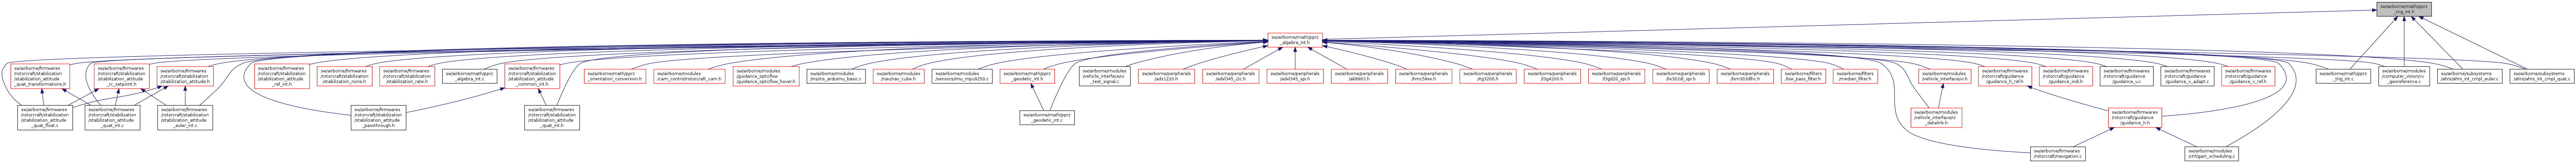 sw/airborne/math/pprz
_trig_int.h
sw/airborne/math/pprz
_algebra_int.h
sw/airborne/firmwares
/rotorcraft/stabilization
/stabilization_attitude
_quat_transformations.h
sw/airborne/firmwares
/rotorcraft/stabilization
/stabilization_attitude
_rc_setpoint.h
sw/airborne/firmwares
/rotorcraft/stabilization
/stabilization_attitude.h
sw/airborne/firmwares
/rotorcraft/stabilization
/stabilization_attitude
_ref_int.h
sw/airborne/firmwares
/rotorcraft/stabilization
/stabilization_none.h
sw/airborne/firmwares
/rotorcraft/stabilization
/stabilization_rate.h
sw/airborne/math/pprz
_algebra_int.c
sw/airborne/firmwares
/rotorcraft/stabilization
/stabilization_attitude
_common_int.h
sw/airborne/math/pprz
_orientation_conversion.h
sw/airborne/modules
/cam_control/rotorcraft_cam.h
sw/airborne/modules
/guidance_opticflow
/guidance_opticflow_hover.h
sw/airborne/modules
/ins/ins_arduimu_basic.c
sw/airborne/modules
/nav/nav_cube.h
sw/airborne/modules
/sensors/imu_mpu9250.c
sw/airborne/math/pprz
_geodetic_int.h
sw/airborne/modules
/vehicle_interface/vi
_test_signal.c
sw/airborne/peripherals
/ads1220.h
sw/airborne/peripherals
/adxl345_i2c.h
sw/airborne/peripherals
/adxl345_spi.h
sw/airborne/peripherals
/ak8963.h
sw/airborne/peripherals
/hmc58xx.h
sw/airborne/peripherals
/itg3200.h
sw/airborne/peripherals
/l3g4200.h
sw/airborne/peripherals
/l3gd20_spi.h
sw/airborne/peripherals
/lis302dl_spi.h
sw/airborne/peripherals
/lsm303dlhc.h
sw/airborne/filters
/low_pass_filter.h
sw/airborne/filters
/median_filter.h
sw/airborne/modules
/vehicle_interface/vi.h
sw/airborne/firmwares
/rotorcraft/guidance
/guidance_h_ref.h
sw/airborne/firmwares
/rotorcraft/guidance
/guidance_indi.h
sw/airborne/firmwares
/rotorcraft/guidance
/guidance_v.c
sw/airborne/firmwares
/rotorcraft/guidance
/guidance_v_adapt.c
sw/airborne/firmwares
/rotorcraft/guidance
/guidance_v_ref.h
sw/airborne/math/pprz
_trig_int.c
sw/airborne/modules
/computer_vision/cv
_georeference.c
sw/airborne/subsystems
/ahrs/ahrs_int_cmpl_euler.c
sw/airborne/subsystems
/ahrs/ahrs_int_cmpl_quat.c
sw/airborne/firmwares
/rotorcraft/stabilization
/stabilization_attitude
_quat_float.c
sw/airborne/firmwares
/rotorcraft/stabilization
/stabilization_attitude
_quat_int.c
sw/airborne/firmwares
/rotorcraft/stabilization
/stabilization_attitude
_euler_int.c
sw/airborne/firmwares
/rotorcraft/stabilization
/stabilization_attitude
_passthrough.h
sw/airborne/firmwares
/rotorcraft/stabilization
/stabilization_attitude
_quat_int.h
sw/airborne/math/pprz
_geodetic_int.c
sw/airborne/modules
/vehicle_interface/vi
_datalink.h
sw/airborne/firmwares
/rotorcraft/guidance
/guidance_h.h
sw/airborne/firmwares
/rotorcraft/navigation.c
sw/airborne/modules
/ctrl/gain_scheduling.c